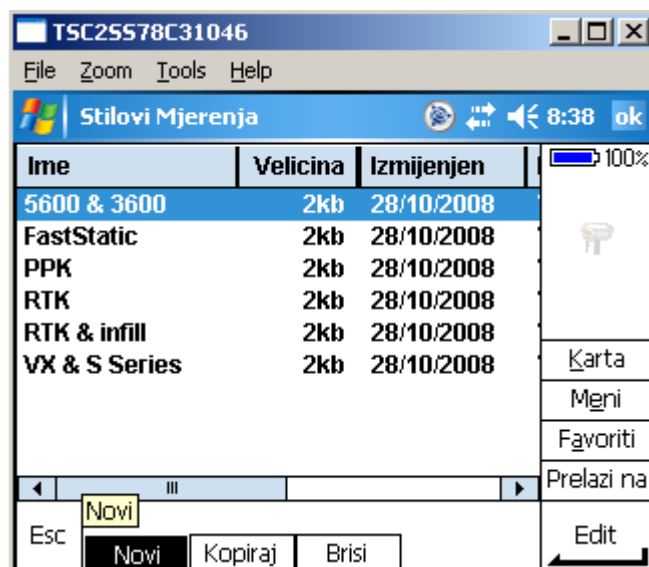 TSC2SS78C31046
File Zoom Tools Help
Stilovi Mjerenja 8:38 ok
Ime Velicina Izmijenjen
100%
5600 & 3600 2kb 28/10/2008
FastStatic 2kb 28/10/2008
PPK 2kb 28/10/2008
RTK 2kb 28/10/2008
RTK & infill 2kb 28/10/2008
VX & S Series 2kb 28/10/2008
Karta
Meni
Favoriti
Prelazi na
Novi
Esc Novi Kopiraj Brisi Edit